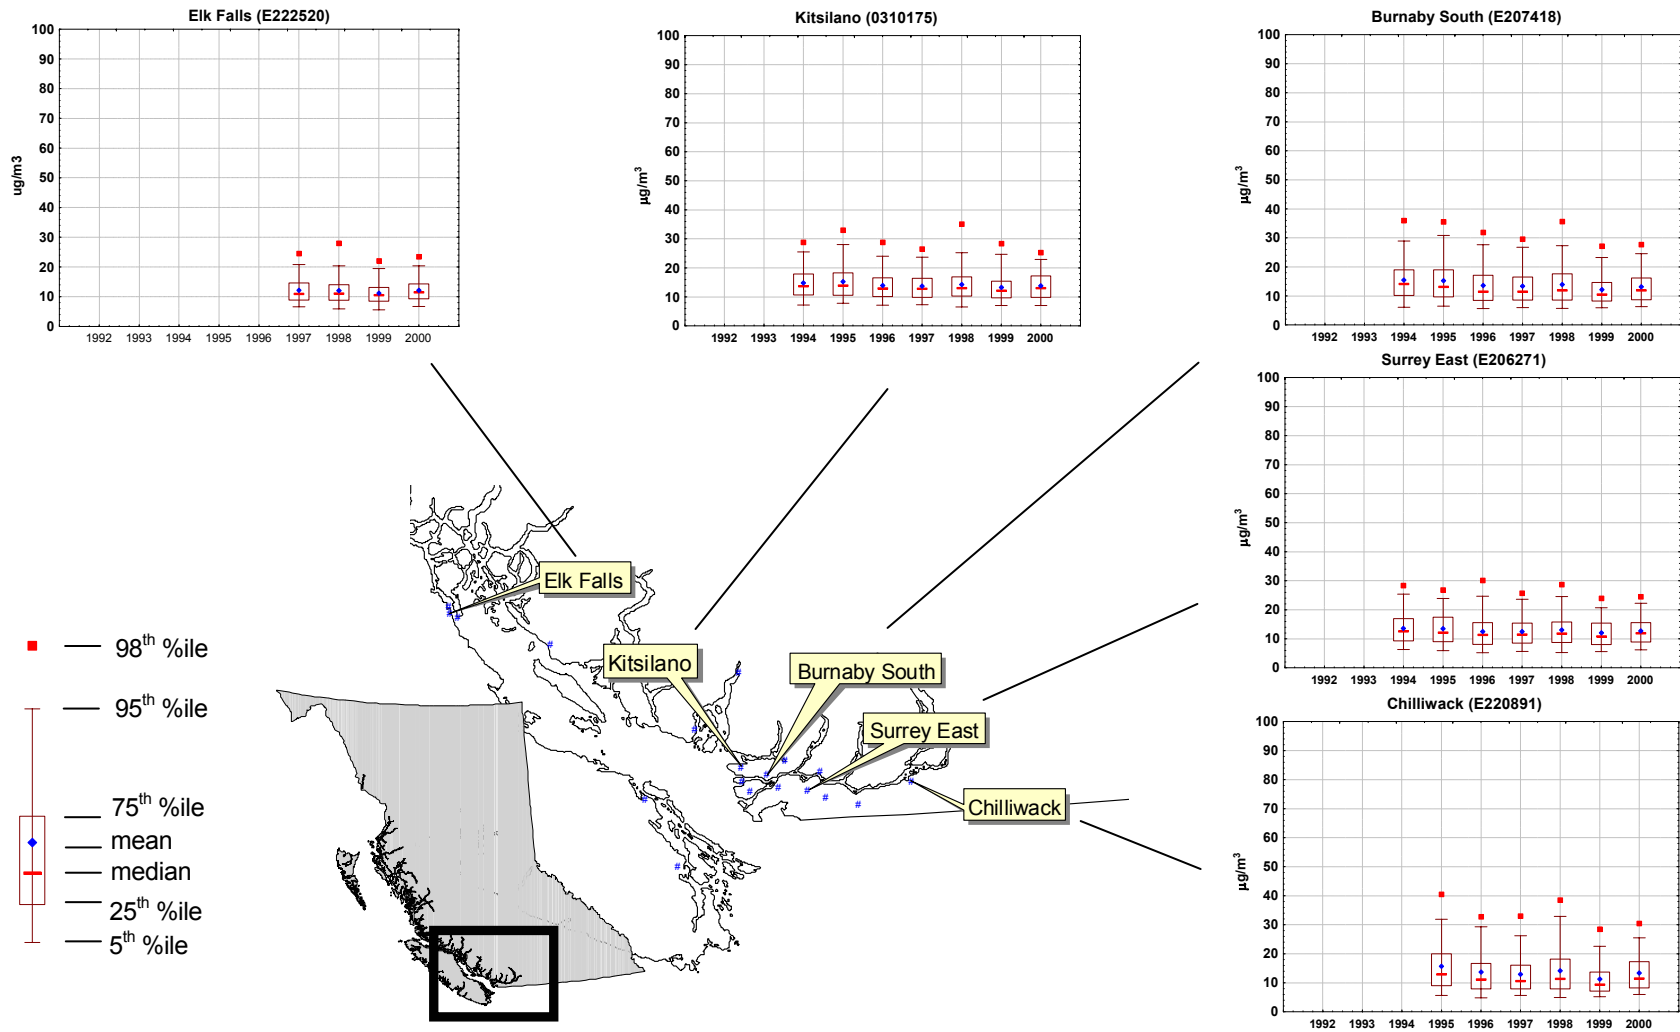 Elk Falls (E222520)
100
90
80
70
60
50
40
30
20
10
0
ug/m3
1992 1993 1994 1995 1996 1997 1998 1999 2000
Kitsilano (0310175)
100
90
80
70
60
50
40
30
20
10
0
µg/m³
1992 1993 1994 1995 1996 1997 1998 1999 2000
Burnaby South (E207418)
100
90
80
70
60
50
40
30
20
10
0
µg/m³
1992 1993 1994 1995 1996 1997 1998 1999 2000
Surrey East (E206271)
100
90
80
70
60
50
40
30
20
10
0
µg/m³
1992 1993 1994 1995 1996 1997 1998 1999 2000
Chilliwack (E220891)
100
90
80
70
60
50
40
30
20
10
0
µg/m³
1992 1993 1994 1995 1996 1997 1998 1999 2000
Elk Falls
Kitsilano
Burnaby South
Surrey East
Chilliwack
98th %ile
95th %ile
75th %ile
mean
median
25th %ile
5th %ile